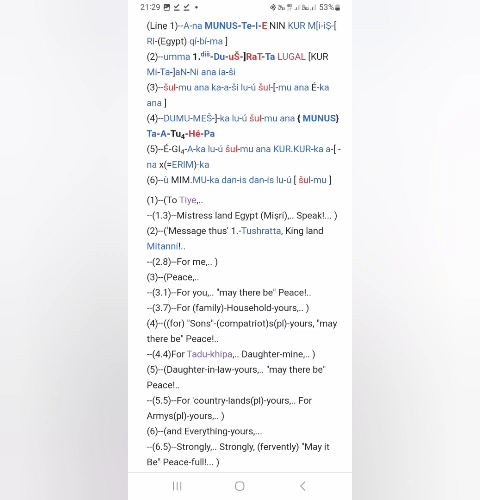 21:29
53%
(Line 1)--A-na MUNUS-Te-I-E NIN KUR M[i-iṢ-[
RI-(Egypt) qí-bí-ma ]
(2)--umma 1.diš-Du-uŠ-]RaT-Ta LUGAL [KUR
Mi-Ta-]aN-Ni ana ia-ši
(3)--šul-mu ana ka-a-ši lu-ú šul-[-mu ana É-ka
ana ]
(4)--DUMU-MEŠ-]-ka lu-ú šul-mu ana { MUNUS}
Ta-A-Tu4-Hé-Pa
(5)--É-GI4-A-ka lu-ú šul-mu ana KUR.KUR-ka a-[ -
na x(=ERIM)-ka
(6)--ù MIM.MU-ka dan-is dan-is lu-ú [ šul-mu ]
(1)--(To Tiye,..
--(1.3)--Mistress land Egypt (Miṣri),.. Speak!... )
(2)--('Message thus' 1.-Tushratta, King land
Mitanni!..
--(2.8)--For me,.. )
(3)--(Peace,..
--(3.1)--For you,.. "may there be" Peace!..
--(3.7)--For (family)-Household-yours,.. )
(4)--((for) "Sons"-(compatriot)s(pl)-yours, "may
there be" Peace!..
--(4.4)For Tadu-khipa,.. Daughter-mine,.. )
(5)--(Daughter-in-law-yours,.. "may there be"
Peace!..
--(5.5)--For 'country-lands(pl)-yours,.. For
Armys(pl)-yours,.. )
(6)--(and Everything-yours,...
--(6.5)--Strongly,.. Strongly, (fervently) "May it
Be" Peace-full!... )